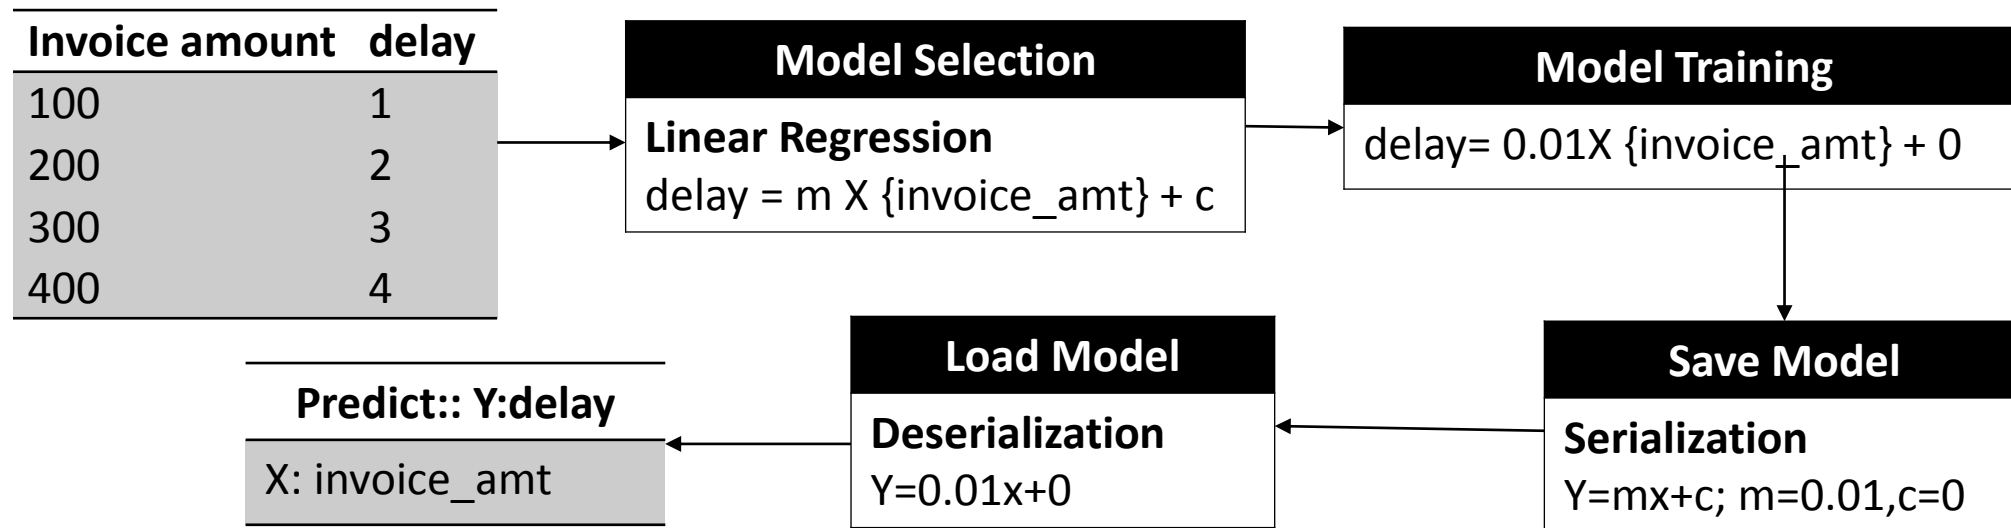 Invoice amount delay
100 1
200 2
300 3
400 4
Model Selection
Linear Regression
delay = m X {invoice_amt} + c
Model Training
delay= 0.01X {invoice_amt} + 0
Save Model
Serialization
Y=mx+c; m=0.01,c=0
Load Model
Deserialization
Y=0.01x+0
Predict:: Y:delay
X: invoice_amt